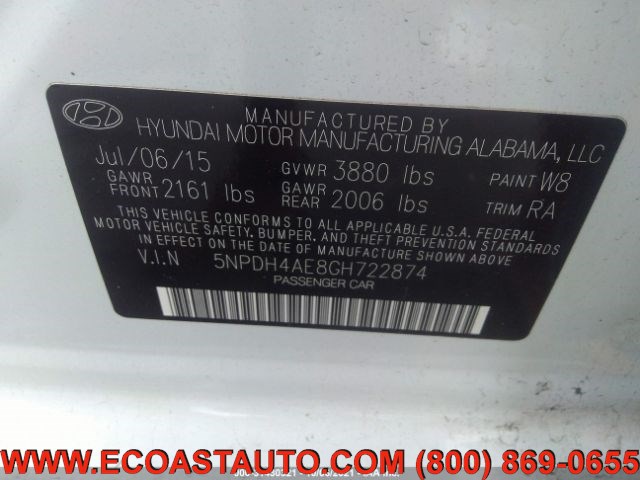 MANUFACTURED BY
HYUNDAI MOTOR MANUFACTURING ALABAMA, LLC
Jul/06/15 GVWR 3880 lbs PAINT W8
GAWR FRONT 2161 lbs GAWR REAR 2006 lbs TRIM RA
THIS VEHICLE CONFORMS TO ALL APPLICABLE U.S.A. FEDERAL
MOTOR VEHICLE SAFETY, BUMPER, AND THEFT PREVENTION STANDARDS
IN EFFECT ON THE DATE OF MANUFACTURE SHOWN ABOVE.
V.I.N 5NPDH4AE8GH722874
PASSENGER CAR
WWW.ECOASTAUTO.COM (800) 869-0655